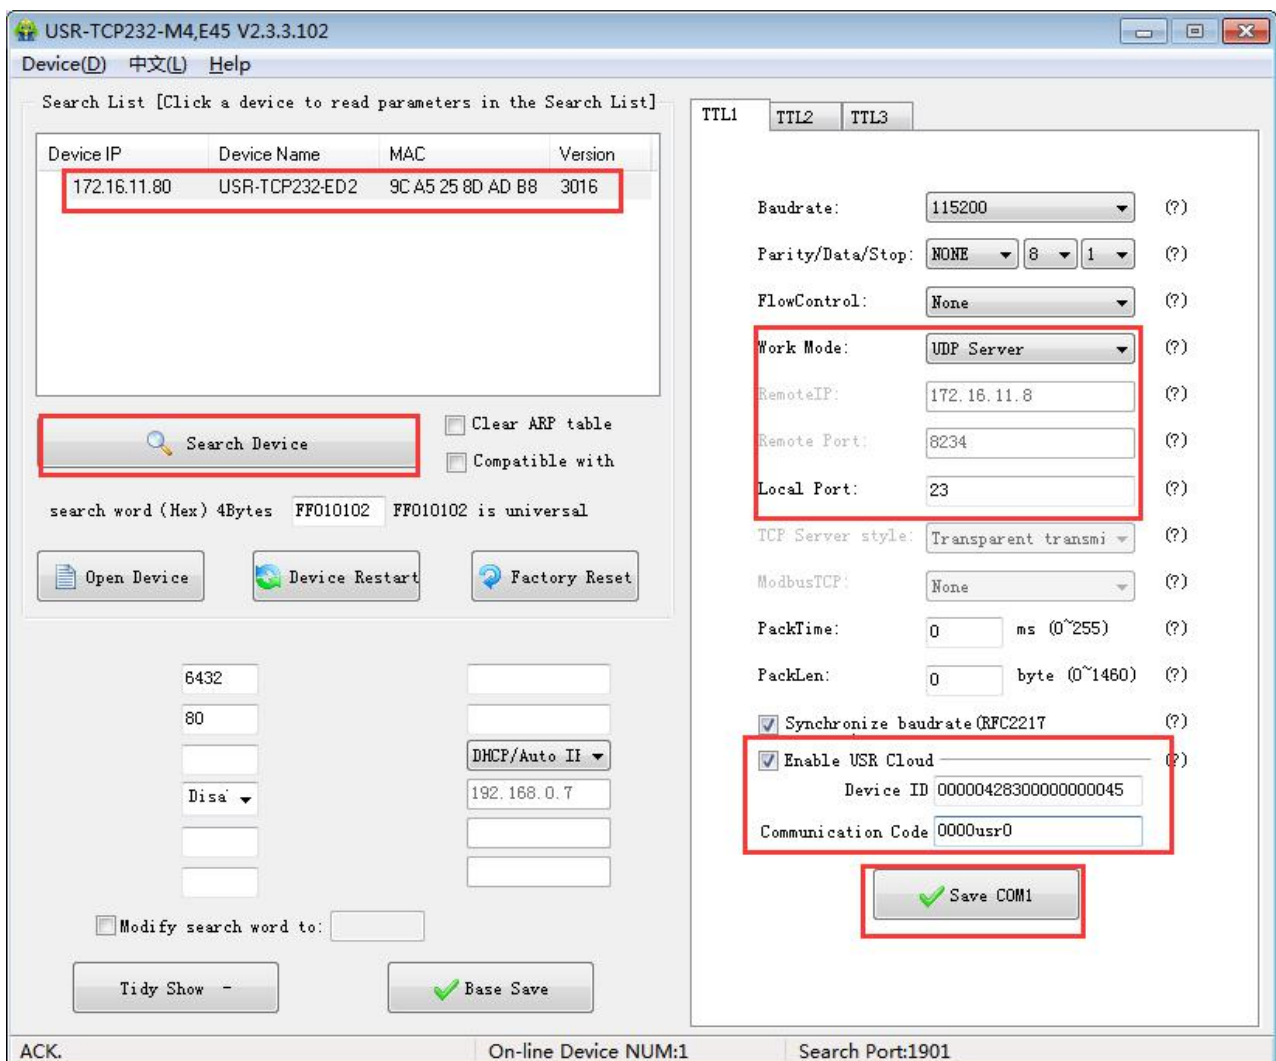 USR-TCP232-M4,E45 V2.3.3.102
Device(D) 中文(L) Help
Search List [Click a device to read parameters in the Search List]
Device IP Device Name MAC Version
172.16.11.80 USR-TCP232-ED2 9C A5 25 8D AD B8 3016
Search Device
Clear ARP table
Compatible with
search word(Hex) 4Bytes FF010102 FF010102 is universal
Open Device Device Restart Factory Reset
6432
80
DHCP/Auto II
Disa 192.168.0.7
Modify search word to:
Tidy Show - Base Save
TTL1 TTL2 TTL3
Baudrate: 115200 (?)
Parity/Data/Stop: NONE 8 1 (?)
FlowControl: None (?)
Work Mode: UDP Server (?)
RemoteIP: 172.16.11.8 (?)
Remote Port: 8234 (?)
Local Port: 23 (?)
TCP Server style: Transparent transmi (?)
ModbusTCP: None (?)
PackTime: 0 ms (0~255) (?)
PackLen: 0 byte (0~1460) (?)
Synchronize baudrate(RFC2217 (?)
Enable USR Cloud (?)
Device ID 00000428300000000045
Communication Code 0000usr0
Save COM1
ACK. On-line Device NUM:1 Search Port:1901